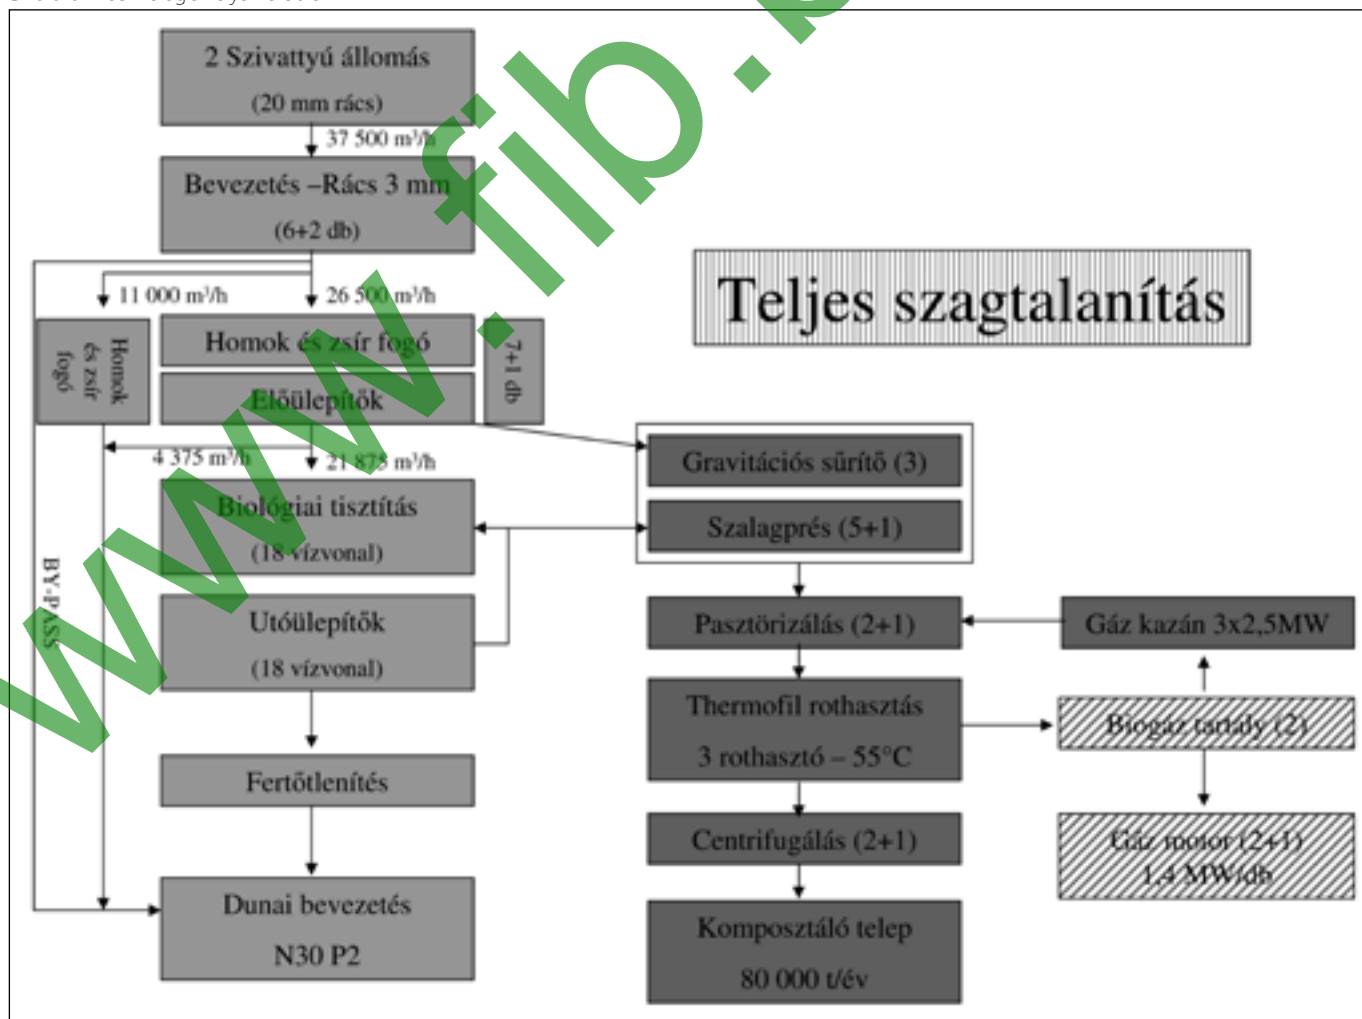 2 Szivattyú állomás
(20 mm rács)
37 500 m³/h
Bevezetés –Rács 3 mm
(6+2 db)
11 000 m³/h
26 500 m³/h
Homok
és zsír
fogó
Homok és zsír fogó
7+1 db
Előülepítők
4 375 m³/h
21 875 m³/h
Biológiai tisztítás
(18 vízvonal)
BY-PASS
Utóülepítők
(18 vízvonal)
Fertőtlenítés
Dunai bevezetés
N30 P2
Teljes szagtalanítás
Gravitációs sűrítő (3)
Szalagprés (5+1)
Pasztörizálás (2+1)
Gáz kazán 3x2,5MW
Thermofil rothasztás
3 rothasztó – 55°C
Biogaz tartály (2)
Centrifugálás (2+1)
Gáz motor (2+1)
1,4 MW/db
Komposztáló telep
80 000 t/év
www.fib.